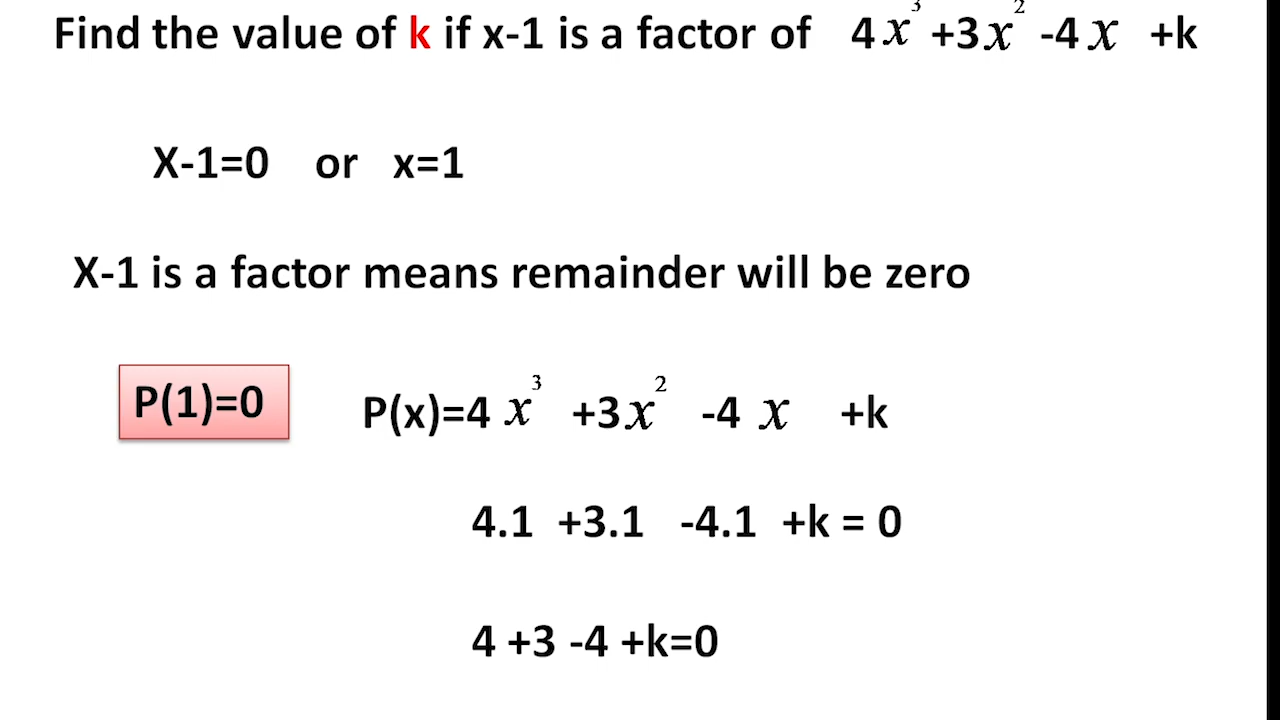 Find the value of k if x-1 is a factor of 4x³ +3x² -4x +k
X-1=0 or x=1
X-1 is a factor means remainder will be zero
P(1)=0 P(x)=4x³ +3x² -4x +k
4.1 +3.1 -4.1 +k = 0
4 +3 -4 +k=0